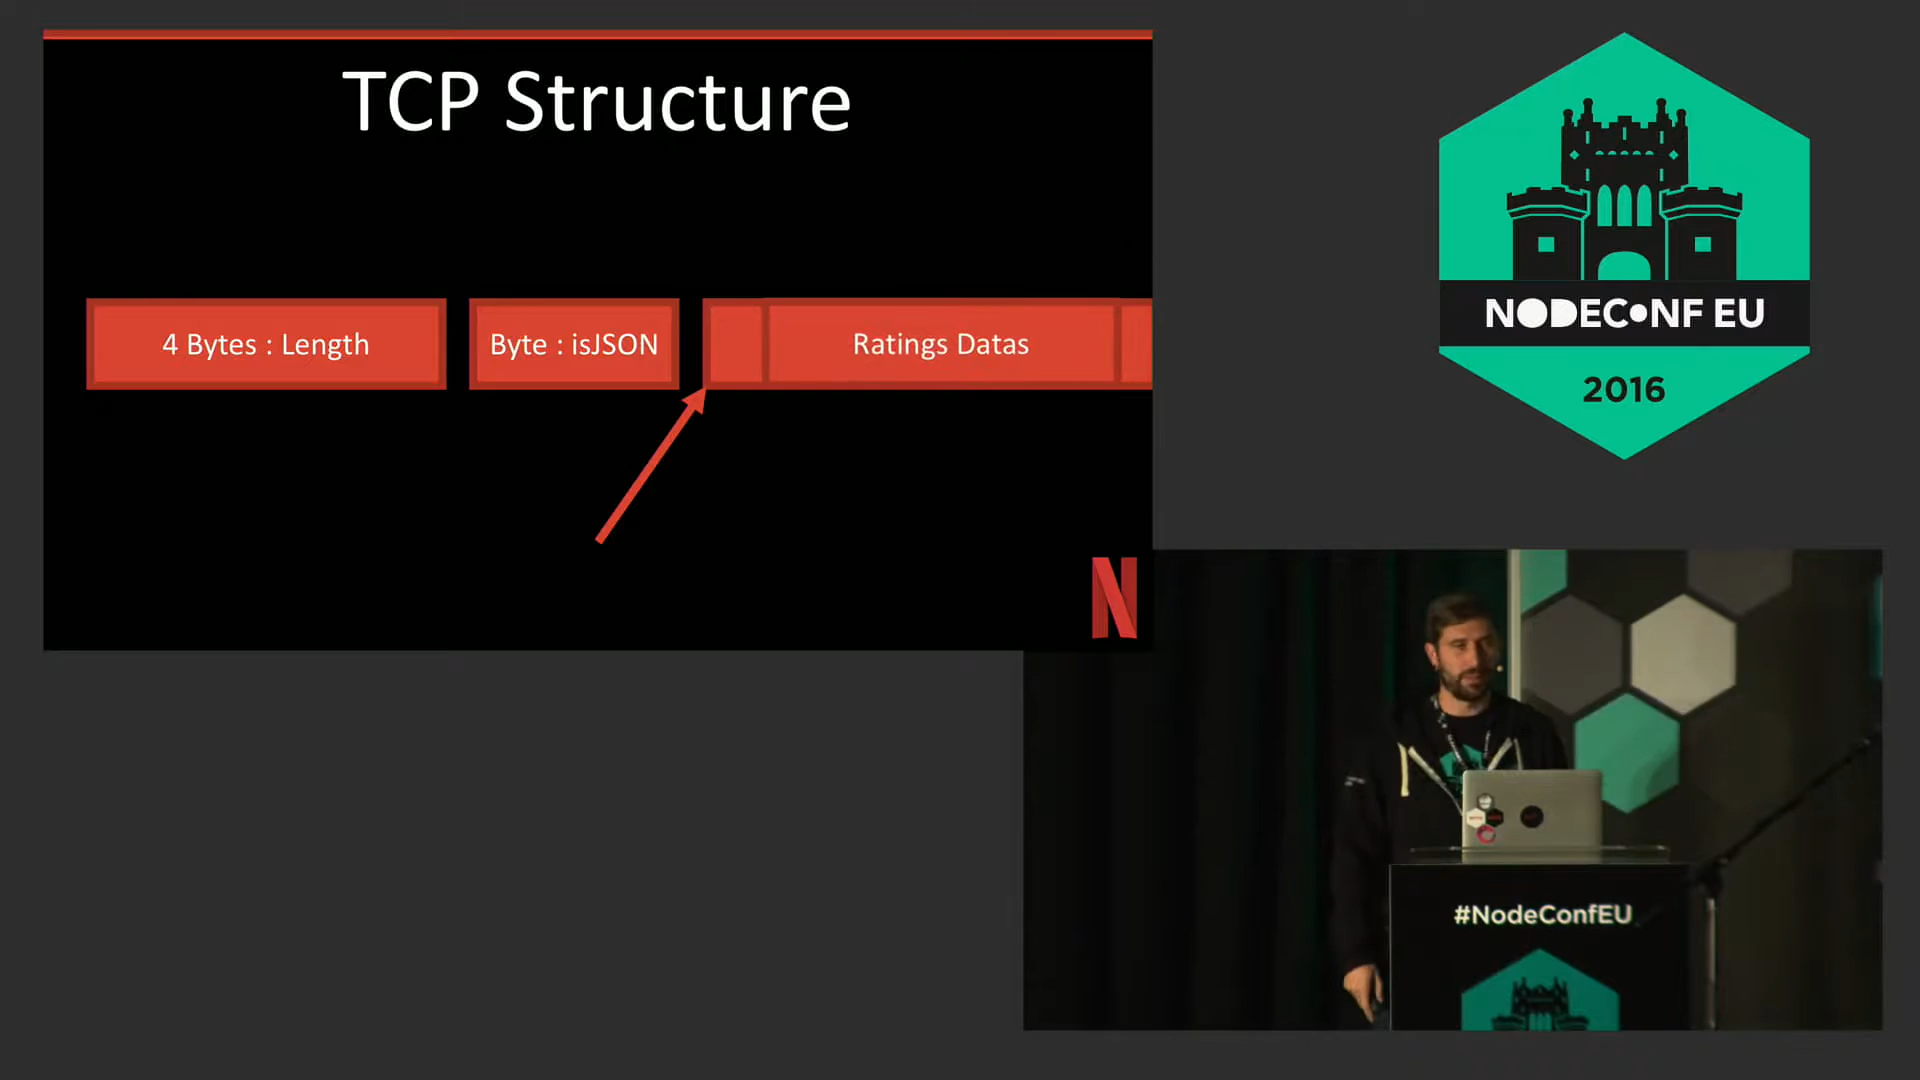 TCP Structure
4 Bytes : Length
Byte : isJSON
Ratings Datas
N
NODECONF EU
2016
#NodeConfEU